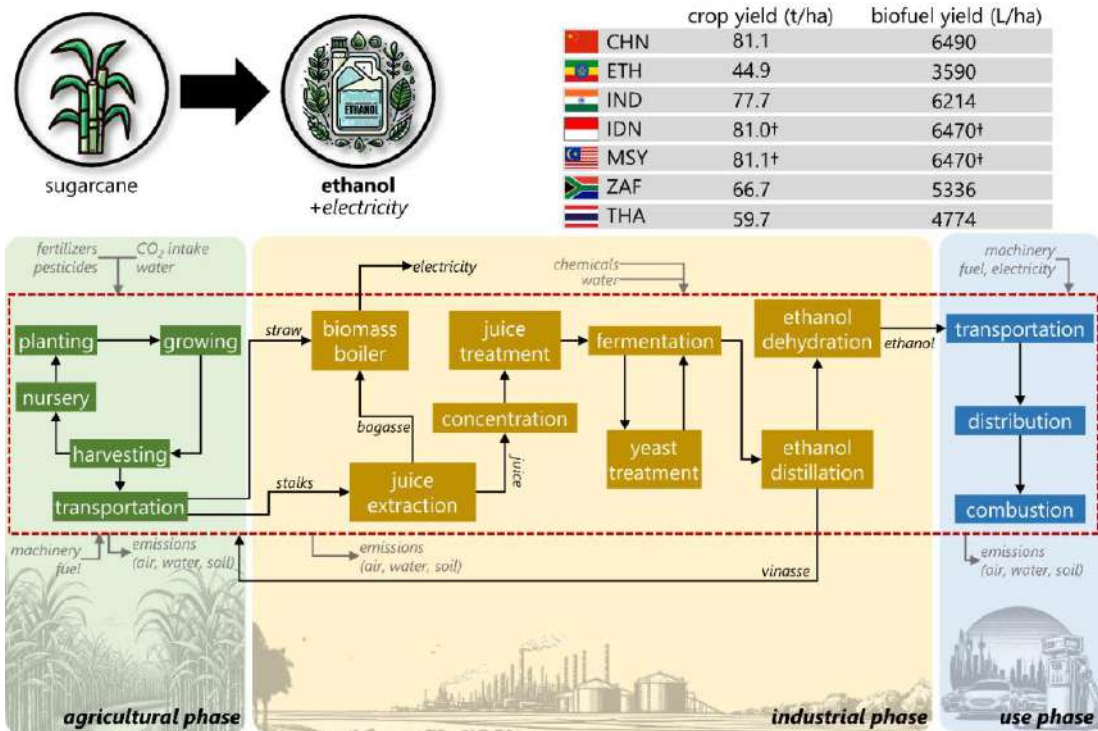 crop yield (t/ha) biofuel yield (L/ha)
CHN 81.1 6490
ETH 44.9 3590
IND 77.7 6214
IDN 81.0† 6470†
MSY 81.1† 6470†
ZAF 66.7 5336
THA 59.7 4774
ETHANOL
sugarcane
ethanol
+electricity
fertilizers
pesticides
CO₂ intake
water
electricity
chemicals
water
machinery
fuel, electricity
planting
growing
nursery
harvesting
transportation
straw
stalks
biomass
boiler
bagasse
juice
extraction
juice
concentration
juice
treatment
fermentation
yeast
treatment
ethanol
distillation
ethanol
dehydration
ethanol
transportation
distribution
combustion
machinery
fuel
emissions
(air, water, soil)
emissions
(air, water, soil)
vinasse
emissions
(air, water, soil)
agricultural phase
industrial phase
use phase